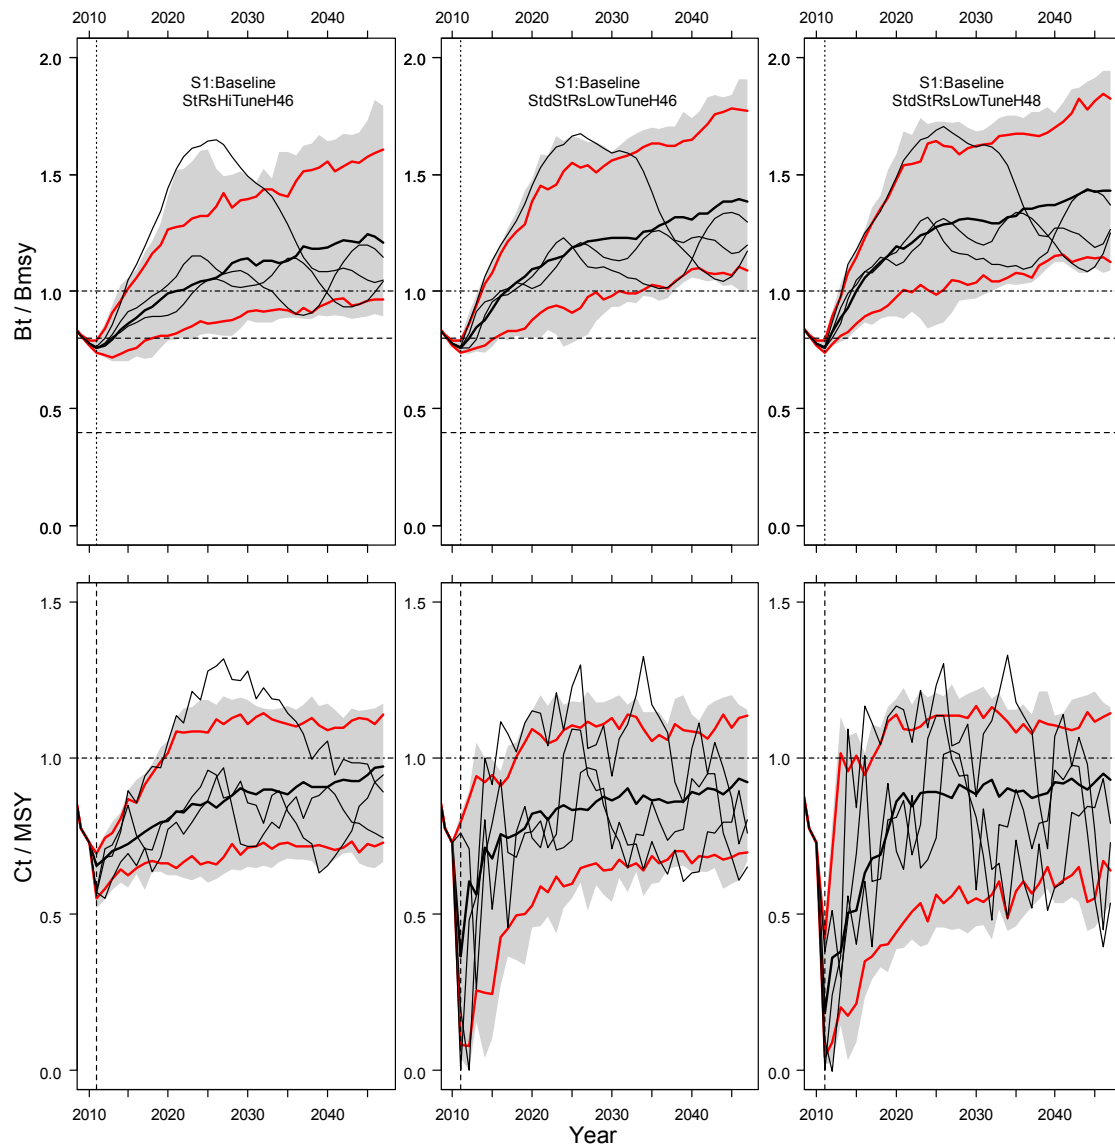 2010 2020 2030 2040 2010 2020 2030 2040 2010 2020 2030 2040
S1:Baseline
StRsHiTuneH46
S1:Baseline
StdStRsLowTuneH46
S1:Baseline
StdStRsLowTuneH48
Bt / Bmsy
2.0 2.0 2.0
1.5 1.5 1.5
1.0 1.0 1.0
0.5 0.5 0.5
0.0 0.0 0.0
Ct / MSY
1.5 1.5 1.5
1.0 1.0 1.0
0.5 0.5 0.5
0.0 0.0 0.0
2010 2020 2030 2040 2010 2020 2030 2040 2010 2020 2030 2040
Year